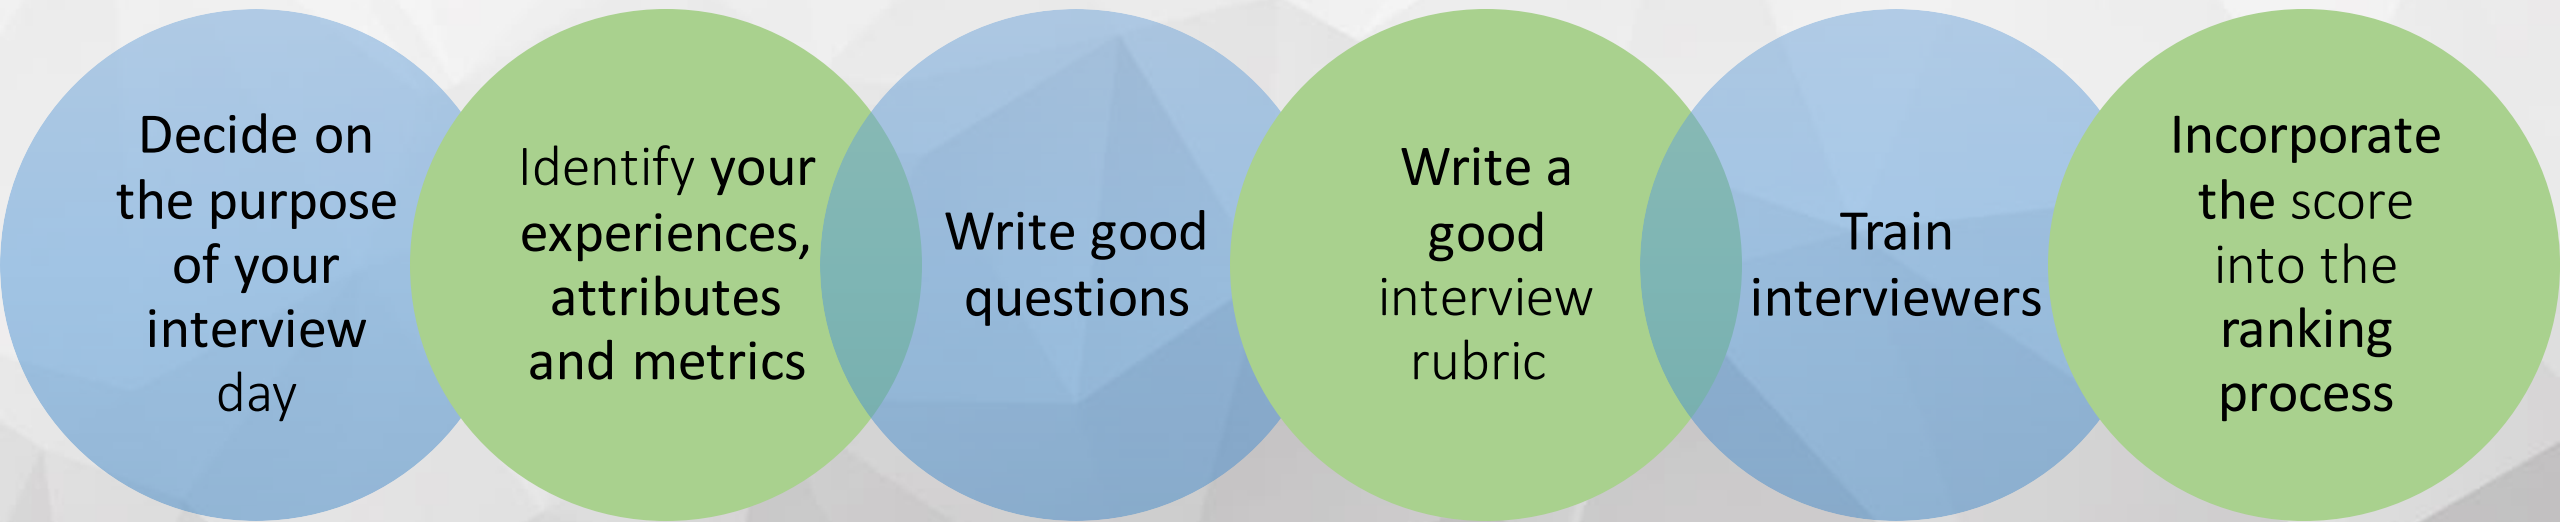 Decide on
the purpose
of your
interview
day
Identify your
experiences,
attributes
and metrics
Write good
questions
Write a
good
interview
rubric
Train
interviewers
Incorporate
the score
into the
ranking
process